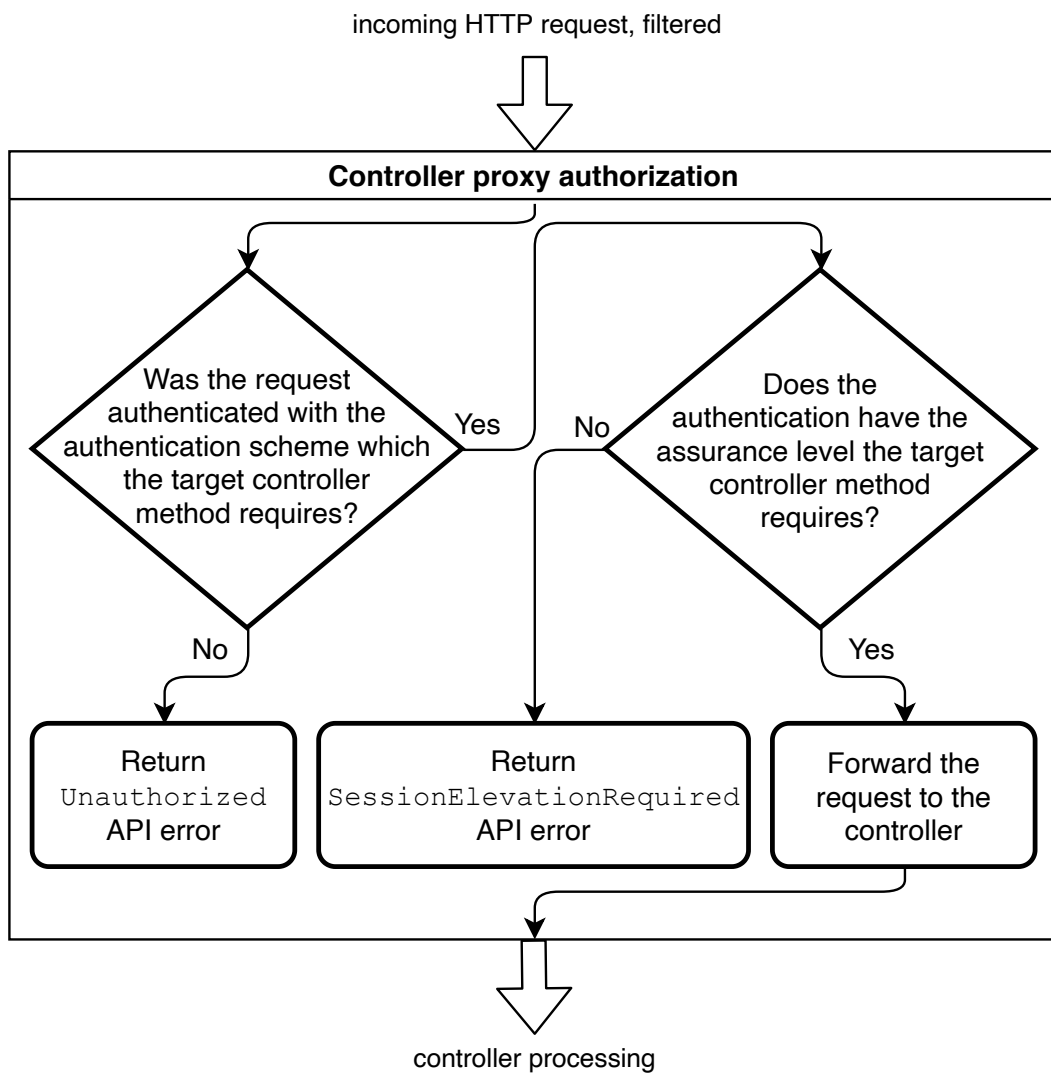 incoming HTTP request, filtered
Controller proxy authorization
Was the request
authenticated with the
authentication scheme which
the target controller
method requires?
Yes
No
No
Does the
authentication have the
assurance level the target
controller method
requires?
Yes
Return
Unauthorized
API error
Return
SessionElevationRequired
API error
Forward the
request to the
controller
controller processing